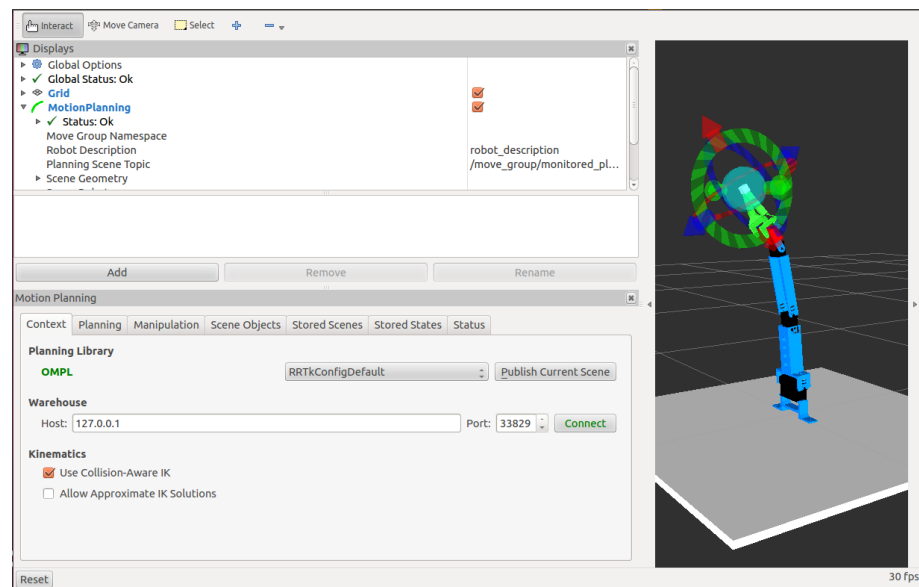 Interact Move Camera Select
Displays
Global Options
Global Status: Ok
Grid
MotionPlanning
Status: Ok
Move Group Namespace
Robot Description robot_description
Planning Scene Topic /move_group/monitored_pl...
Scene Geometry
Add Remove Rename
Motion Planning
Context Planning Manipulation Scene Objects Stored Scenes Stored States Status
Planning Library
OMPL RRTkConfigDefault Publish Current Scene
Warehouse
Host: 127.0.0.1 Port: 33829 Connect
Kinematics
Use Collision-Aware IK
Allow Approximate IK Solutions
Reset 30 fps